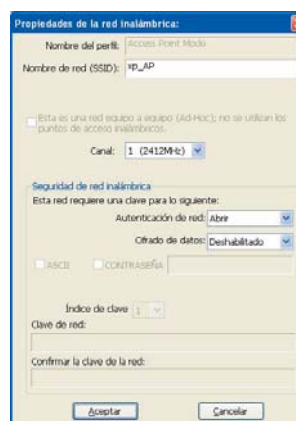 Propiedades de la red inalámbrica:
Nombre del perfil: Access Point Mode
Nombre de red (SSID): xp_AP
Esta es una red equipo a equipo (Ad-Hoc); no se utilizan los
puntos de acceso inalámbricos.
Canal: 1 (2412MHz)
Seguridad de red inalámbrica
Esta red requiere una clave para lo siguiente:
Autenticación de red: Abrir
Cifrado de datos: Deshabilitado
ASCII CONTRASEÑA
Índice de clave 1
Clave de red:
Confirmar la clave de la red:
Aceptar Cancelar